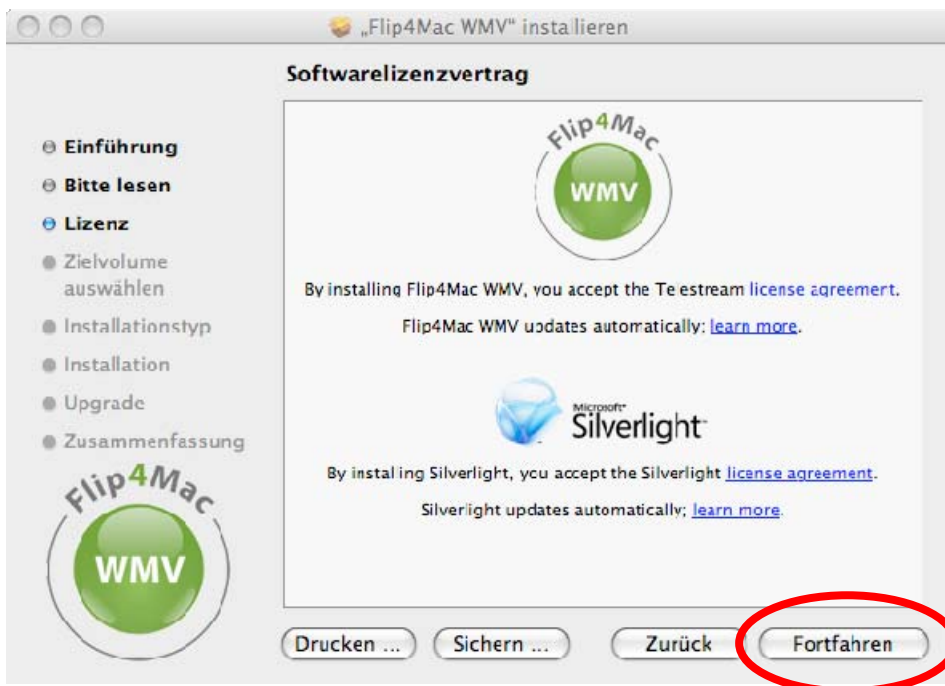 „Flip4Mac WMV“ installieren
Softwarelizenzvertrag
Einführung
Bitte lesen
Lizenz
Zielvolume
auswählen
Installationstyp
Installation
Upgrade
Zusammenfassung
Flip4Mac
WMV
Flip4Mac
WMV
By installing Flip4Mac WMV, you accept the Telestream license agreement.
Flip4Mac WMV updates automatically; learn more.
Microsoft®
Silverlight™
By installing Silverlight, you accept the Silverlight license agreement.
Silverlight updates automatically; learn more.
Drucken ...
Sichern ...
Zurück
Fortfahren